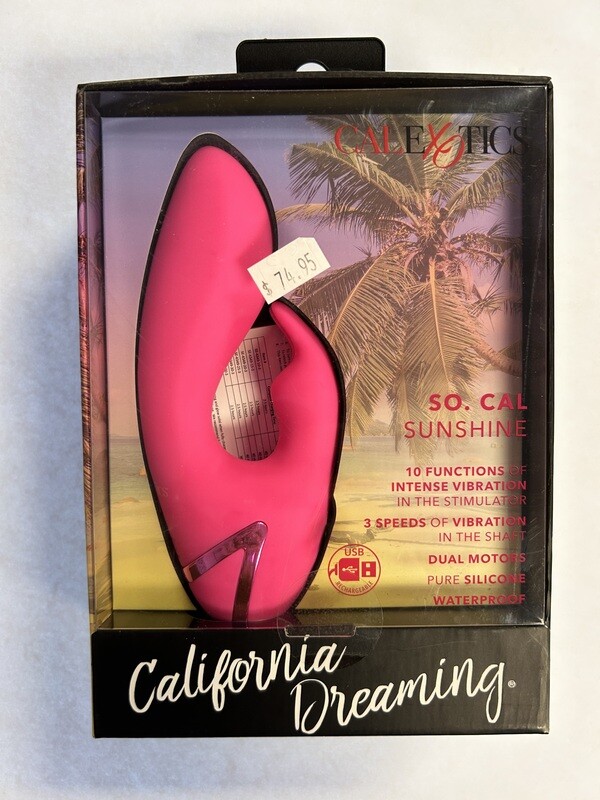 CALEXOTICS
$ 74.95
SO. CAL
SUNSHINE
10 FUNCTIONS OF
INTENSE VIBRATION
IN THE STIMULATOR
3 SPEEDS OF VIBRATION
IN THE SHAFT
USB
RECHARGEABLE
DUAL MOTORS
PURE SILICONE
WATERPROOF
California
Dreaming®